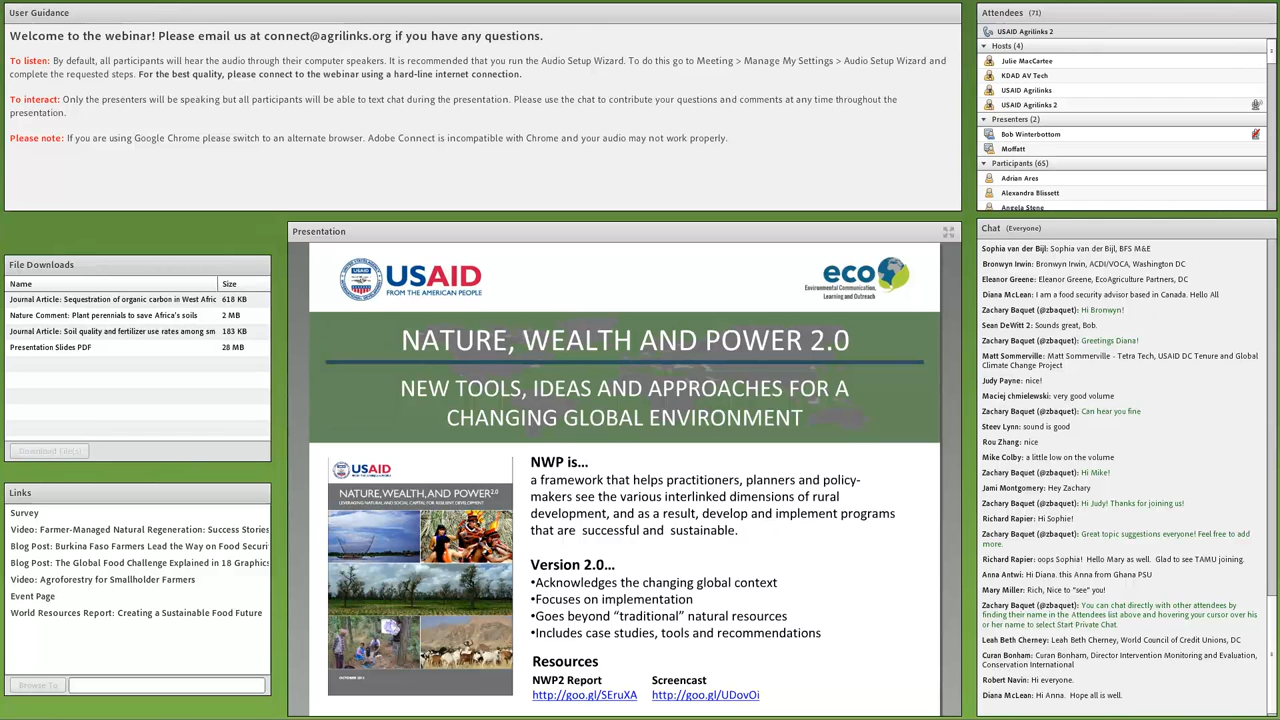 User Guidance
Welcome to the webinar! Please email us at connect@agrilinks.org if you have any questions.
To listen: By default, all participants will hear the audio through their computer speakers. It is recommended that you run the Audio Setup Wizard. To do this go to Meeting > Manage My Settings > Audio Setup Wizard and
complete the requested steps. For the best quality, please connect to the webinar using a hard-line internet connection.
To interact: Only the presenters will be speaking but all participants will be able to text chat during the presentation. Please use the chat to contribute your questions and comments at any time throughout the
presentation.
Please note: If you are using Google Chrome please switch to an alternate browser. Adobe Connect is incompatible with Chrome and your audio may not work properly.
Attendees (71)
USAID Agrilinks 2
Hosts (4)
Julie MacCartee
KDAD AV Tech
USAID Agrilinks
USAID Agrilinks 2
Presenters (2)
Bob Winterbottom
Moffatt
Participants (65)
Adrian Ares
Alexandra Blissett
Angela Stene
File Downloads
Name Size
Journal Article: Sequestration of organic carbon in West Afric 618 KB
Nature Comment: Plant perennials to save Africa's soils 2 MB
Journal Article: Soil quality and fertilizer use rates among sm 183 KB
Presentation Slides PDF 28 MB
Download File(s)
Links
Survey
Video: Farmer-Managed Natural Regeneration: Success Stories
Blog Post: Burkina Faso Farmers Lead the Way on Food Securi
Blog Post: The Global Food Challenge Explained in 18 Graphics
Video: Agroforestry for Smallholder Farmers
Event Page
World Resources Report: Creating a Sustainable Food Future
Browse To
Presentation
USAID
FROM THE AMERICAN PEOPLE
eco
Environmental Communication,
Learning and Outreach
NATURE, WEALTH AND POWER 2.0
NEW TOOLS, IDEAS AND APPROACHES FOR A
CHANGING GLOBAL ENVIRONMENT
USAID
NATURE, WEALTH, AND POWER 2.0
LEVERAGING NATURAL AND SOCIAL CAPITAL FOR RESILIENT DEVELOPMENT
NWP is…
a framework that helps practitioners, planners and policy-
makers see the various interlinked dimensions of rural
development, and as a result, develop and implement programs
that are successful and sustainable.
Version 2.0…
•Acknowledges the changing global context
•Focuses on implementation
•Goes beyond “traditional” natural resources
•Includes case studies, tools and recommendations
Resources
NWP2 Report Screencast
http://goo.gl/SEruXA http://goo.gl/UDovOi
Chat (Everyone)
Sophia van der Bijl: Sophia van der Bijl, BFS M&E
Bronwyn Irwin: Bronwyn Irwin, ACDI/VOCA, Washington DC
Eleanor Greene: Eleanor Greene, EcoAgriculture Partners, DC
Diana McLean: I am a food security advisor based in Canada. Hello All
Zachary Baquet (@zbaquet): Hi Bronwyn!
Sean DeWitt 2: Sounds great, Bob.
Zachary Baquet (@zbaquet): Greetings Diana!
Matt Sommerville: Matt Sommerville - Tetra Tech, USAID DC Tenure and Global
Climate Change Project
Judy Payne: nice!
Maciej chmielewski: very good volume
Zachary Baquet (@zbaquet): Can hear you fine
Steev Lynn: sound is good
Rou Zhang: nice
Mike Colby: a little low on the volume
Zachary Baquet (@zbaquet): Hi Mike!
Jami Montgomery: Hey Zachary
Zachary Baquet (@zbaquet): Hi Judy! Thanks for joining us!
Richard Rapier: Hi Sophie!
Zachary Baquet (@zbaquet): Great topic suggestions everyone! Feel free to add
more.
Richard Rapier: oops Sophia! Hello Mary as well. Glad to see TAMU joining.
Anna Antwi: Hi Diana. this Anna from Ghana PSU
Mary Miller: Rich, Nice to "see" you!
Zachary Baquet (@zbaquet): You can chat directly with other attendees by
finding their name in the Attendees list above and hovering your cursor over his
or her name to select Start Private Chat.
Leah Beth Cherney: Leah Beth Cherney, World Council of Credit Unions, DC
Curan Bonham: Curan Bonham, Director Intervention Monitoring and Evaluation,
Conservation International
Robert Navin: Hi everyone.
Diana McLean: Hi Anna. Hope all is well.